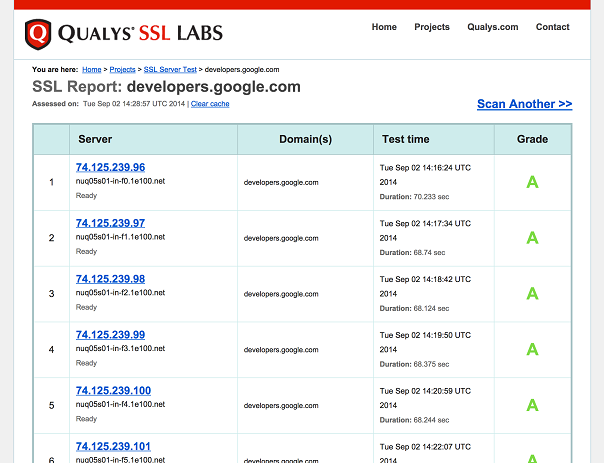 QUALYS® SSL LABS
Home Projects Qualys.com Contact
You are here: Home > Projects > SSL Server Test > developers.google.com
SSL Report: developers.google.com
Assessed on: Tue Sep 02 14:28:57 UTC 2014 | Clear cache
Scan Another >>
Server Domain(s) Test time Grade
1
74.125.239.96
nuq05s01-in-f0.1e100.net
Ready
developers.google.com
Tue Sep 02 14:16:24 UTC
2014
Duration: 70.233 sec
A
2
74.125.239.97
nuq05s01-in-f1.1e100.net
Ready
developers.google.com
Tue Sep 02 14:17:34 UTC
2014
Duration: 68.74 sec
A
3
74.125.239.98
nuq05s01-in-f2.1e100.net
Ready
developers.google.com
Tue Sep 02 14:18:42 UTC
2014
Duration: 68.124 sec
A
4
74.125.239.99
nuq05s01-in-f3.1e100.net
Ready
developers.google.com
Tue Sep 02 14:19:50 UTC
2014
Duration: 68.375 sec
A
5
74.125.239.100
nuq05s01-in-f4.1e100.net
Ready
developers.google.com
Tue Sep 02 14:20:59 UTC
2014
Duration: 68.244 sec
A
6
74.125.239.101
nuq05s01-in-f5.1e100.net
developers.google.com
Tue Sep 02 14:22:07 UTC
A